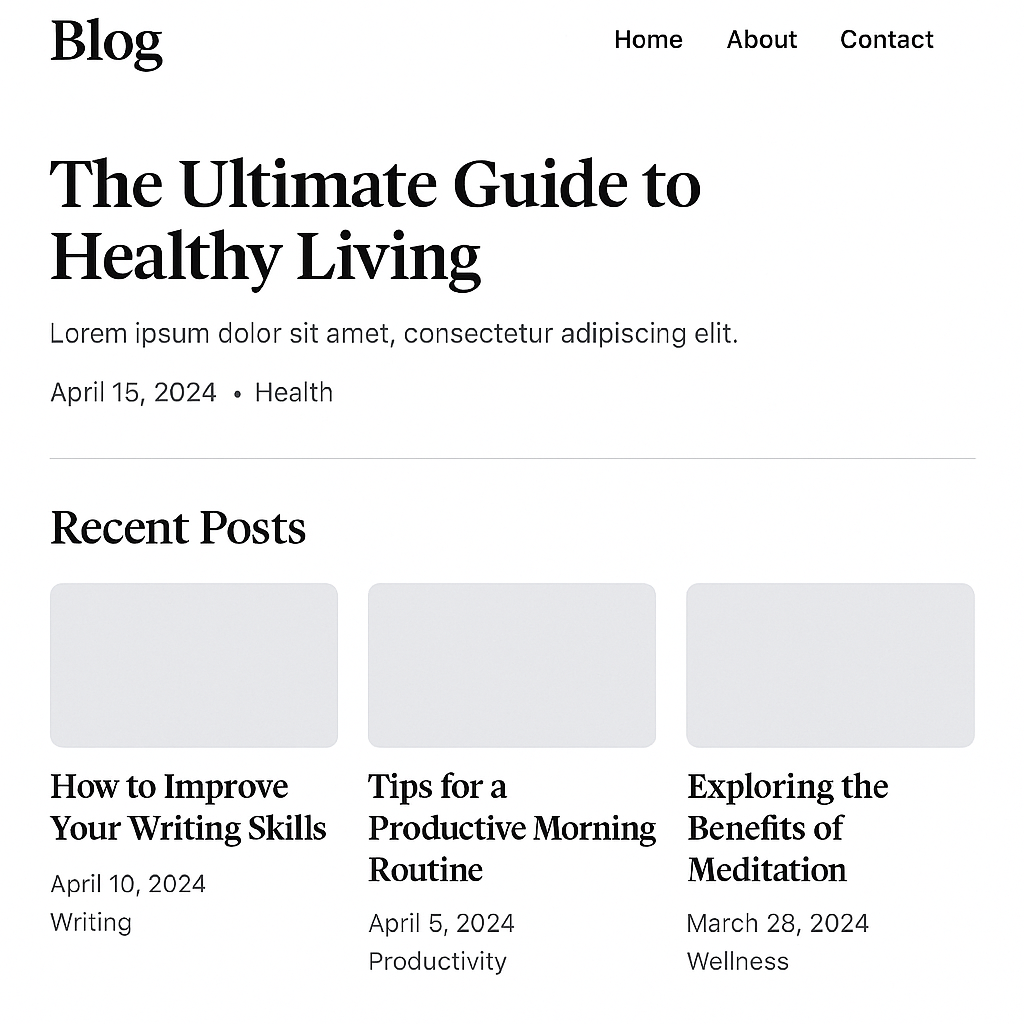 Blog
Home About Contact
The Ultimate Guide to
Healthy Living
Lorem ipsum dolor sit amet, consectetur adipiscing elit.
April 15, 2024 • Health
Recent Posts
How to Improve
Your Writing Skills
April 10, 2024
Writing
Tips for a
Productive Morning
Routine
April 5, 2024
Productivity
Exploring the
Benefits of
Meditation
March 28, 2024
Wellness